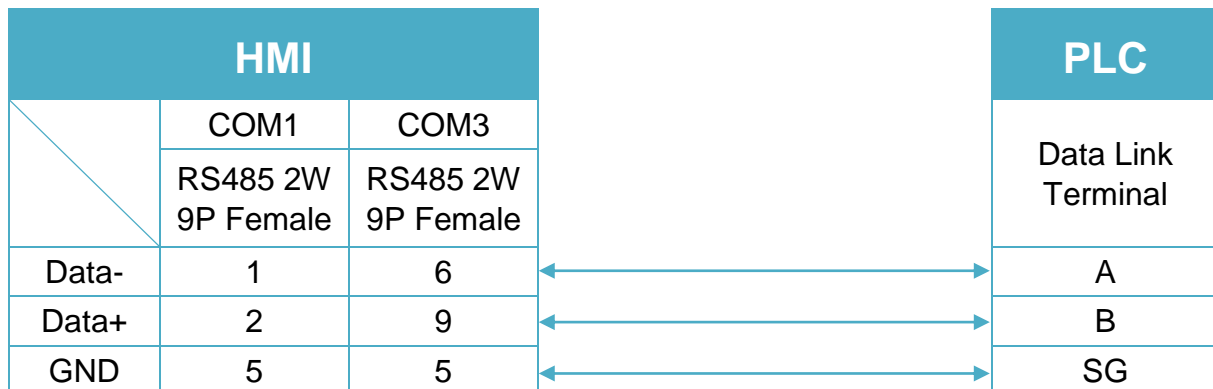 HMI PLC
COM1 COM3
Data Link
Terminal
RS485 2W RS485 2W
9P Female 9P Female
Data- 1 6 A
Data+ 2 9 B
GND 5 5 SG